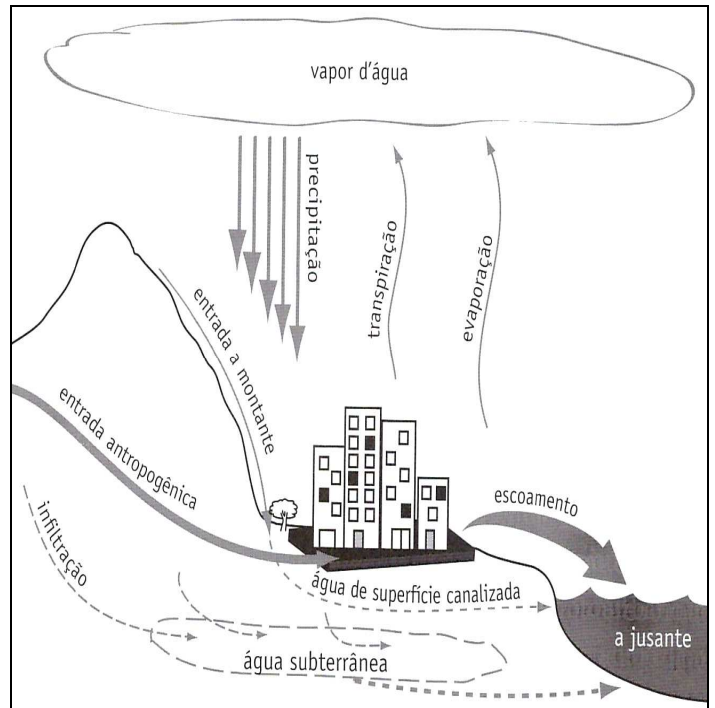 vapor d'água
precipitação
transpiração
evaporação
entrada a montante
entrada antropogênica
infiltração
escoamento
água de superfície canalizada
água subterrânea
a jusante